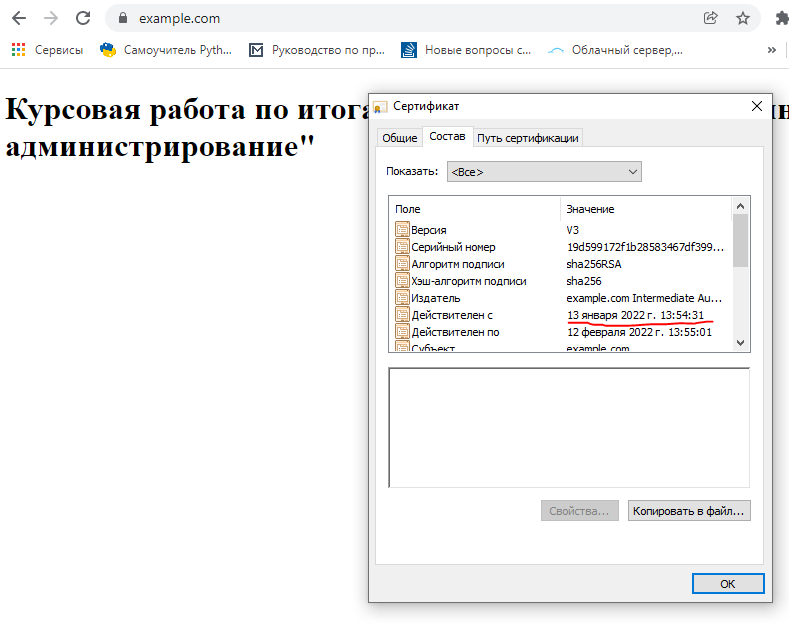 example.com
Сервисы Самоучитель Pyth... Руководство по пр... Новые вопросы с... Облачный сервер,... »
Курсовая работа по итога
администрирование"
Сертификат
Общие Состав Путь сертификации
Показать: <Все>
Поле Значение
Версия V3
Серийный номер 19d599172f1b28583467df399...
Алгоритм подписи sha256RSA
Хэш-алгоритм подписи sha256
Издатель example.com Intermediate Au...
Действителен с 13 января 2022 г. 13:54:31
Действителен по 12 февраля 2022 г. 13:55:01
Субъект example.com
Свойства... Копировать в файл...
ОК